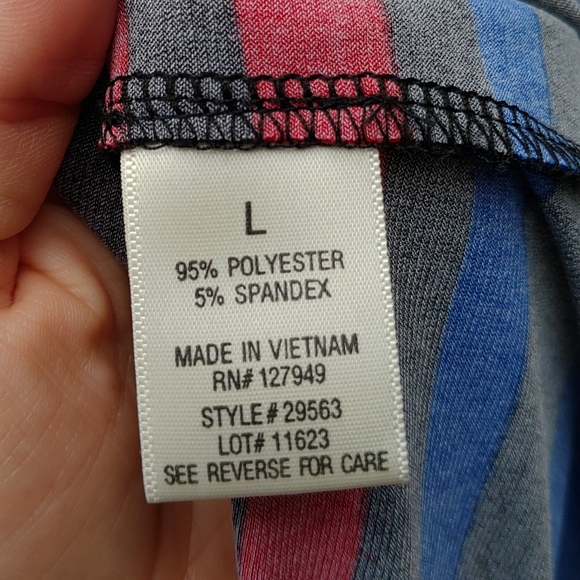 L
95% POLYESTER
5% SPANDEX
MADE IN VIETNAM
RN# 127949
STYLE# 29563
LOT# 11623
SEE REVERSE FOR CARE